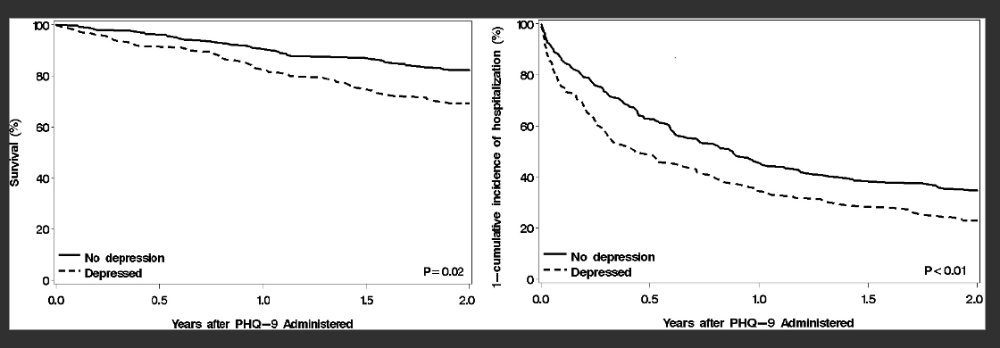 Survival (%)
100
80
60
40
20
0
No depression
Depressed
P=0.02
0.0 0.5 1.0 1.5 2.0
Years after PHQ-9 Administered
1-cumulative incidence of hospitalization (%)
100
80
60
40
20
0
No depression
Depressed
P<0.01
0.0 0.5 1.0 1.5 2.0
Years after PHQ-9 Administered